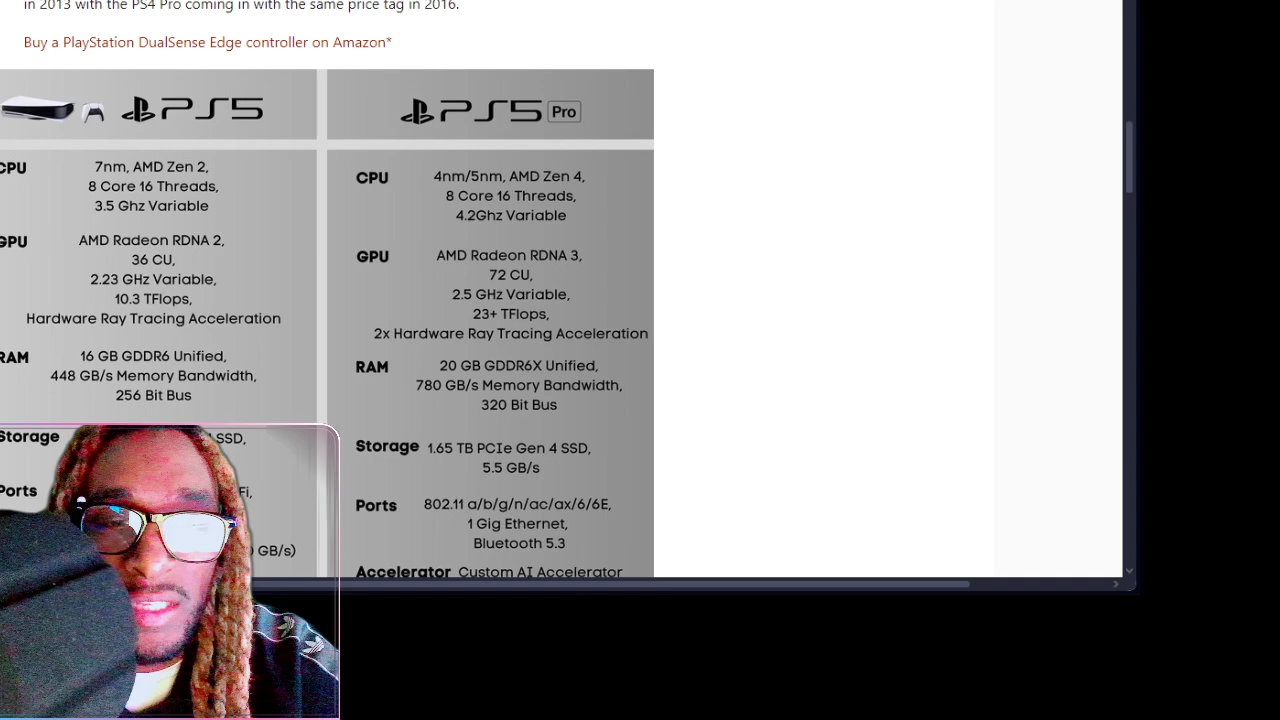 in 2013 with the PS4 Pro coming in with the same price tag in 2016.
Buy a PlayStation DualSense Edge controller on Amazon*
PS5
CPU
7nm, AMD Zen 2,
8 Core 16 Threads,
3.5 Ghz Variable
GPU
AMD Radeon RDNA 2,
36 CU,
2.23 GHz Variable,
10.3 TFlops,
Hardware Ray Tracing Acceleration
RAM
16 GB GDDR6 Unified,
448 GB/s Memory Bandwidth,
256 Bit Bus
Storage
SSD,
Ports
Fi,
GB/s)
PS5 Pro
CPU
4nm/5nm, AMD Zen 4,
8 Core 16 Threads,
4.2Ghz Variable
GPU
AMD Radeon RDNA 3,
72 CU,
2.5 GHz Variable,
23+ TFlops,
2x Hardware Ray Tracing Acceleration
RAM
20 GB GDDR6X Unified,
780 GB/s Memory Bandwidth,
320 Bit Bus
Storage
1.65 TB PCIe Gen 4 SSD,
5.5 GB/s
Ports
802.11 a/b/g/n/ac/ax/6/6E,
1 Gig Ethernet,
Bluetooth 5.3
Accelerator
Custom AI Accelerator